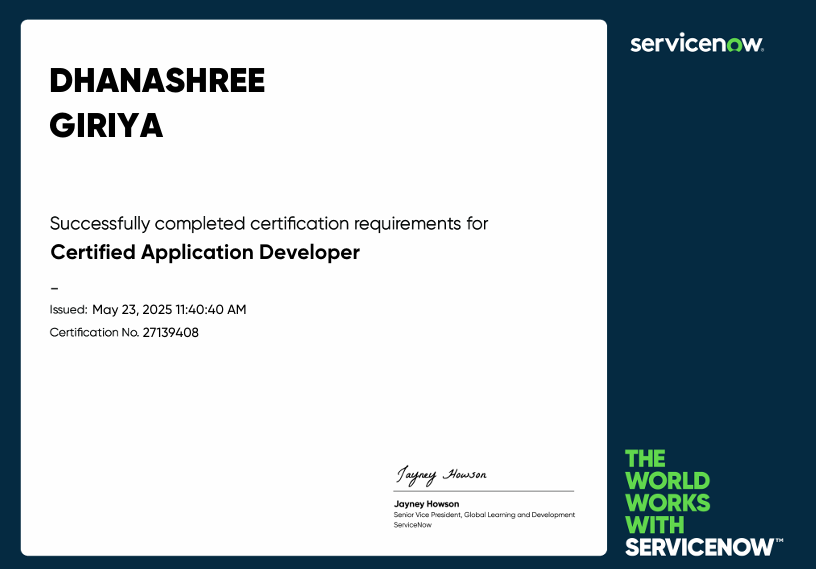 servicenow.
DHANASHREE
GIRIYA
Successfully completed certification requirements for
Certified Application Developer
–
Issued: May 23, 2025 11:40:40 AM
Certification No. 27139408
Jayney Howson
Jayney Howson
Senior Vice President, Global Learning and Development
ServiceNow
THE
WORLD
WORKS
WITH
SERVICENOW™